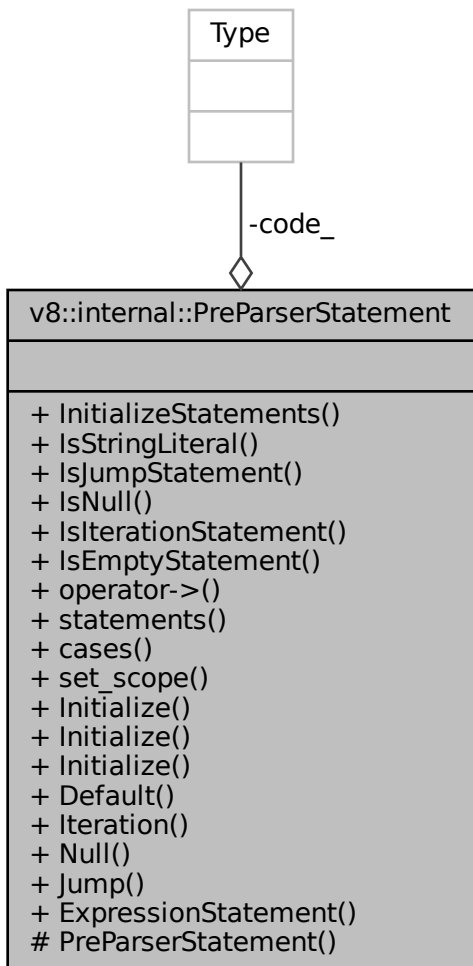 Type
-code_
v8::internal::PreParserStatement
+ InitializeStatements()
+ IsStringLiteral()
+ IsJumpStatement()
+ IsNull()
+ IsIterationStatement()
+ IsEmptyStatement()
+ operator->()
+ statements()
+ cases()
+ set_scope()
+ Initialize()
+ Initialize()
+ Initialize()
+ Default()
+ Iteration()
+ Null()
+ Jump()
+ ExpressionStatement()
# PreParserStatement()